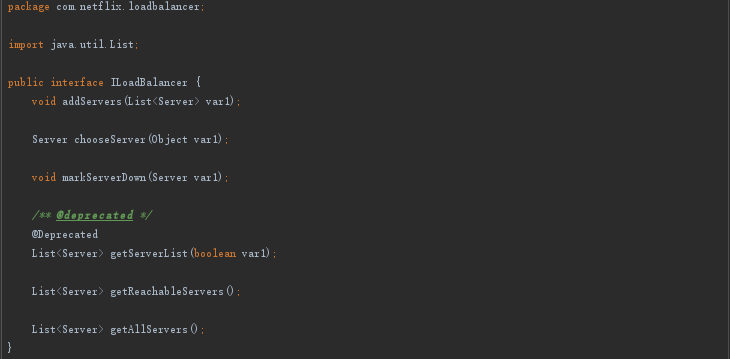 package com.netflix.loadbalancer;
import java.util.List;
public interface ILoadBalancer {
void addServers(List<Server> var1);
Server chooseServer(Object var1);
void markServerDown(Server var1);
/** @deprecated */
@Deprecated
List<Server> getServerList(boolean var1);
List<Server> getReachableServers();
List<Server> getAllServers();
}